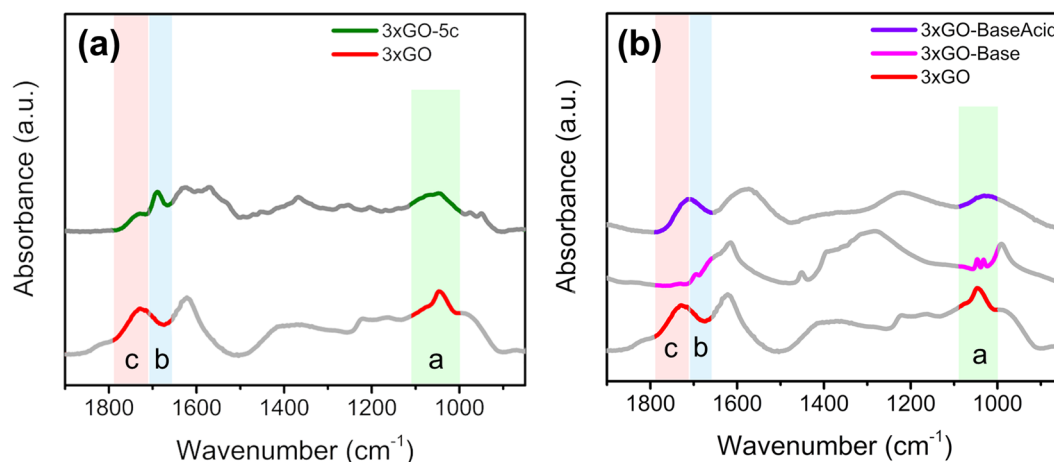 (a)
3xGO-5c
3xGO
Absorbance (a.u.)
c
b
a
1800
1600
1400
1200
1000
Wavenumber (cm⁻¹)
(b)
3xGO-BaseAcid
3xGO-Base
3xGO
Absorbance (a.u.)
c
b
a
1800
1600
1400
1200
1000
Wavenumber (cm⁻¹)